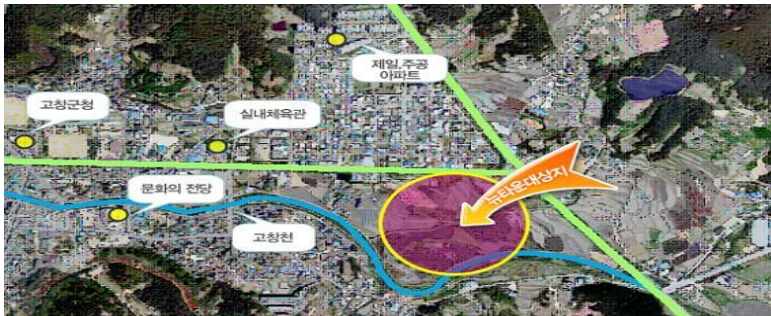 제일,주공
아파트
고창군청
실내체육관
뉴타운대상지
문화의 전당
고창천